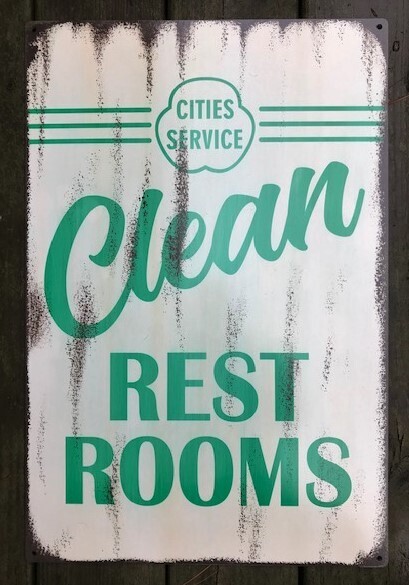 CITIES
SERVICE
Clean
REST
ROOMS